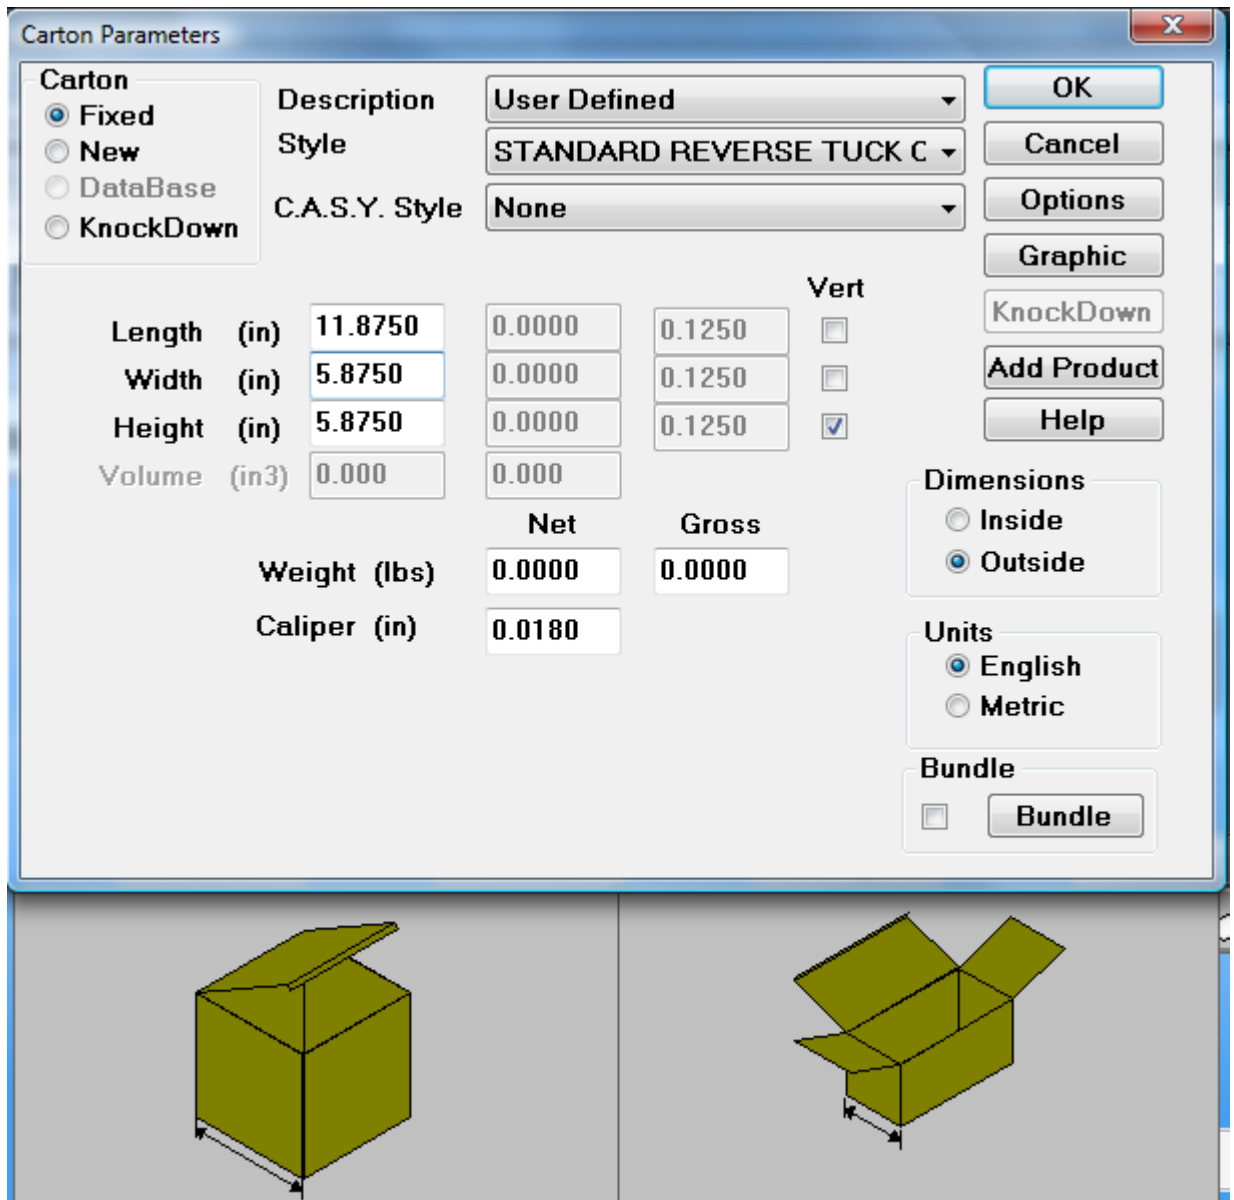 Carton Parameters
Carton
Fixed
New
DataBase
KnockDown
Description User Defined
Style STANDARD REVERSE TUCK C
C.A.S.Y. Style None
OK
Cancel
Options
Graphic
KnockDown
Add Product
Help
Vert
Length (in) 11.8750 0.0000 0.1250
Width (in) 5.8750 0.0000 0.1250
Height (in) 5.8750 0.0000 0.1250
Volume (in3) 0.000 0.000
Net Gross
Weight (lbs) 0.0000 0.0000
Caliper (in) 0.0180
Dimensions
Inside
Outside
Units
English
Metric
Bundle
Bundle